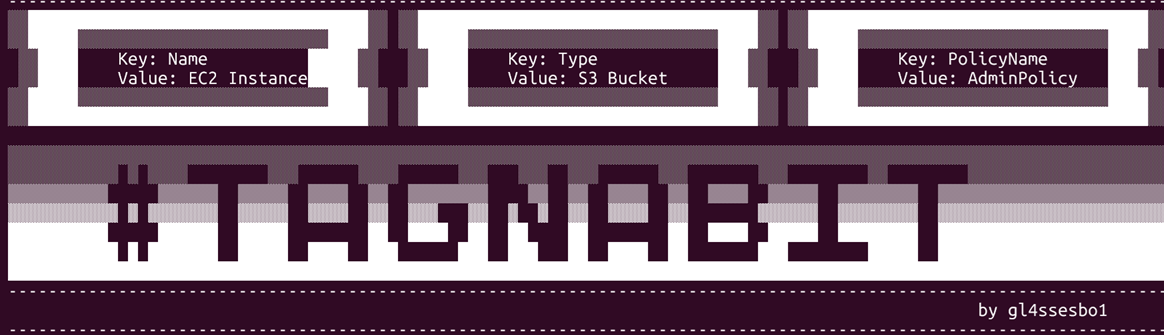 Key: Name
Value: EC2 Instance
Key: Type
Value: S3 Bucket
Key: PolicyName
Value: AdminPolicy
#TAGNABIT
by gl4ssesbo1